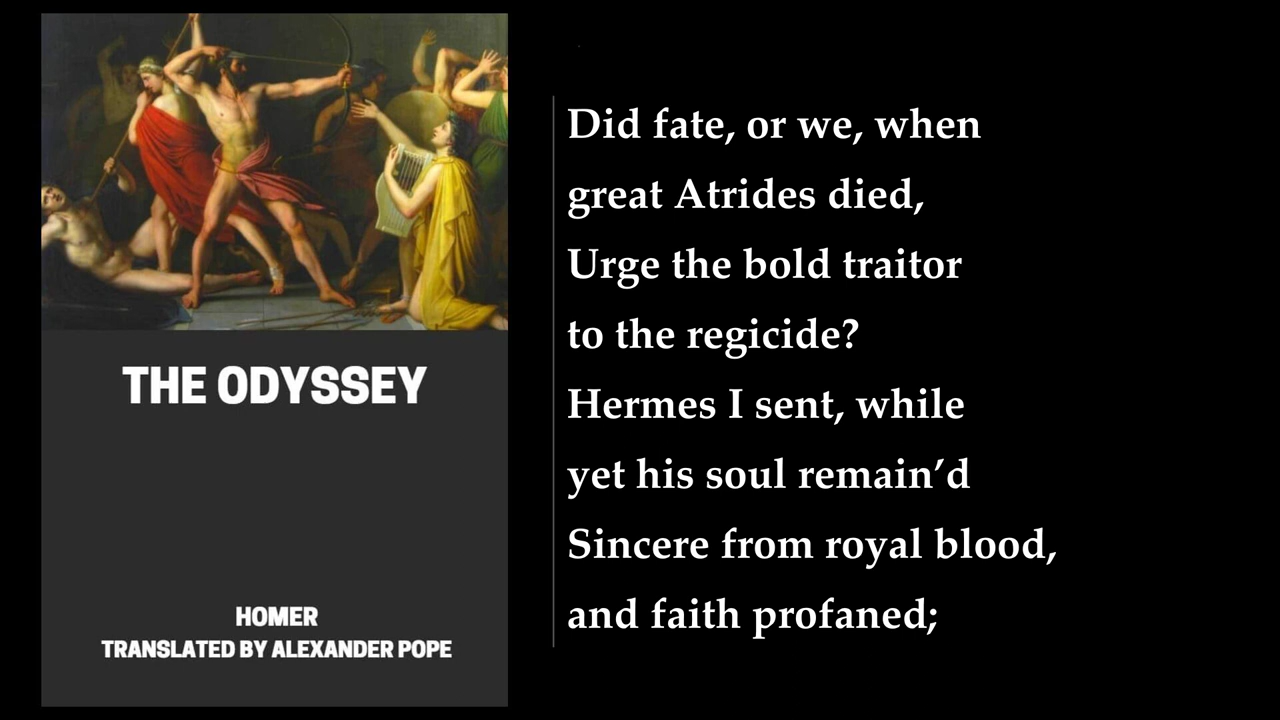 THE ODYSSEY
HOMER
TRANSLATED BY ALEXANDER POPE
Did fate, or we, when
great Atrides died,
Urge the bold traitor
to the regicide?
Hermes I sent, while
yet his soul remain’d
Sincere from royal blood,
and faith profaned;